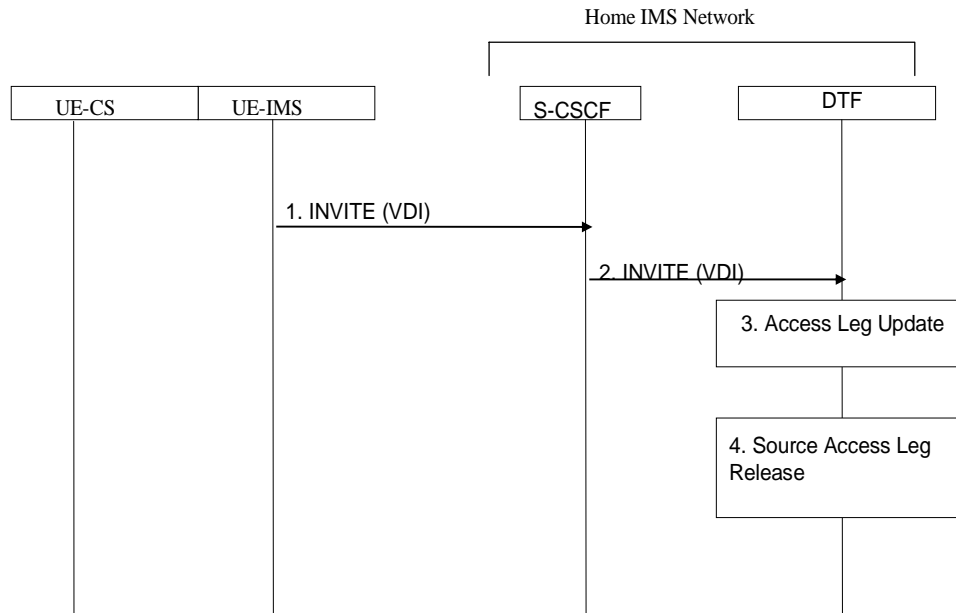 Home IMS Network
UE-CS
UE-IMS
S-CSCF
DTF
1. INVITE (VDI)
2. INVITE (VDI)
3. Access Leg Update
4. Source Access Leg
Release